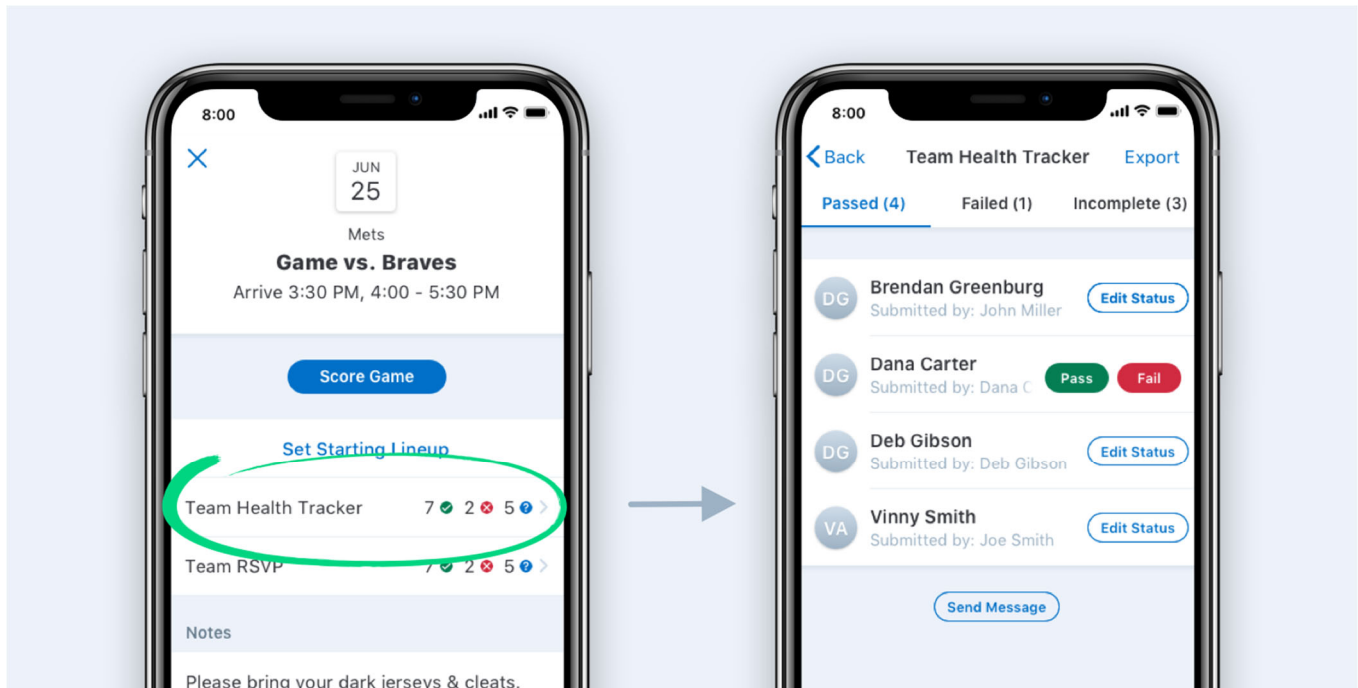 8:00
JUN
25
Mets
Game vs. Braves
Arrive 3:30 PM, 4:00 - 5:30 PM
Score Game
Set Starting Lineup
Team Health Tracker 7 2 5
Team RSVP 7 2 5
Notes
Please bring your dark jerseys & cleats.
8:00
Back Team Health Tracker Export
Passed (4) Failed (1) Incomplete (3)
DG Brendan Greenburg
Submitted by: John Miller
Edit Status
DG Dana Carter
Submitted by: Dana C
Pass Fail
DG Deb Gibson
Submitted by: Deb Gibson
Edit Status
VA Vinny Smith
Submitted by: Joe Smith
Edit Status
Send Message